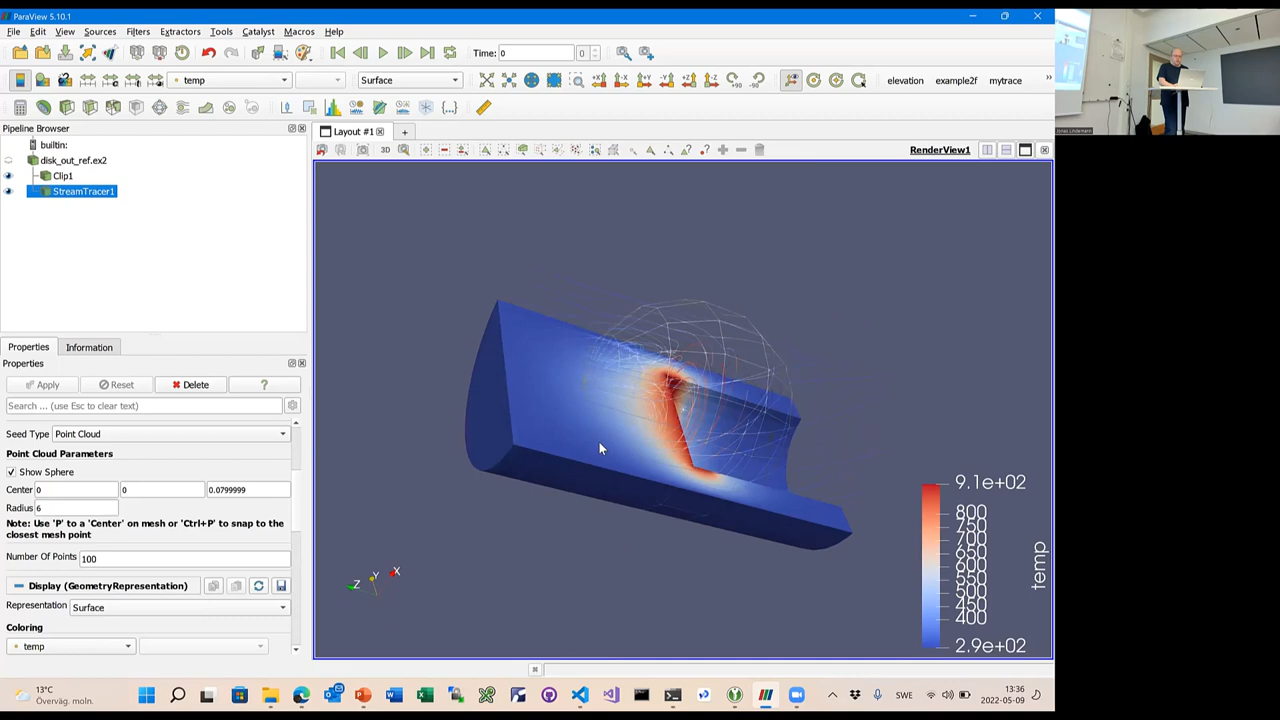 ParaView 5.10.1
File Edit View Sources Filters Extractors Tools Catalyst Macros Help
Time: 0 0
temp Surface elevation example2f mytrace »
Pipeline Browser
Layout #1
builtin:
3D RenderView1
disk_out_ref.ex2
Clip1
StreamTracer1
Properties Information
Properties
Apply Reset Delete ?
Search ... (use Esc to clear text)
Seed Type Point Cloud
Point Cloud Parameters
Show Sphere
Center 0 0 0.0799999
Radius 6
Note: Use 'P' to a 'Center' on mesh or 'Ctrl+P' to snap to the
closest mesh point
Number Of Points 100
Display (GeometryRepresentation)
Representation Surface
Coloring
temp
Z Y X
9.1e+02
800
750
700
650
600
550
500
450
400
2.9e+02
temp
Jonas Lindemann
13°C
Överväg. moln.
SWE
13:36
2022-05-09